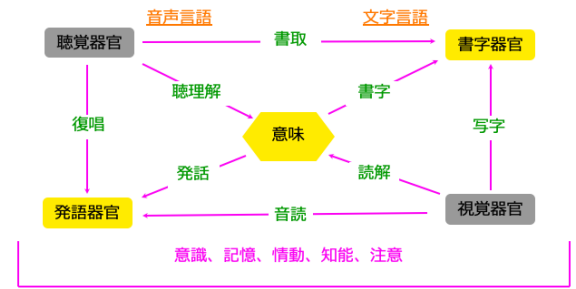 音声言語 文字言語
聴覚器官 書取 書字器官
聴理解 書字
復唱 意味 写字
発話 読解
発語器官 音読 視覚器官
意識、記憶、情動、知能、注意